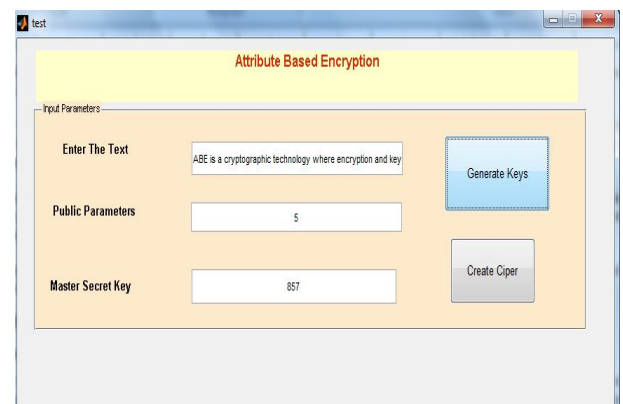 test
Attribute Based Encryption
Input Parameters
Enter The Text
ABE is a cryptographic technology where encryption and key
Generate Keys
Public Parameters
5
Create Ciper
Master Secret Key
857